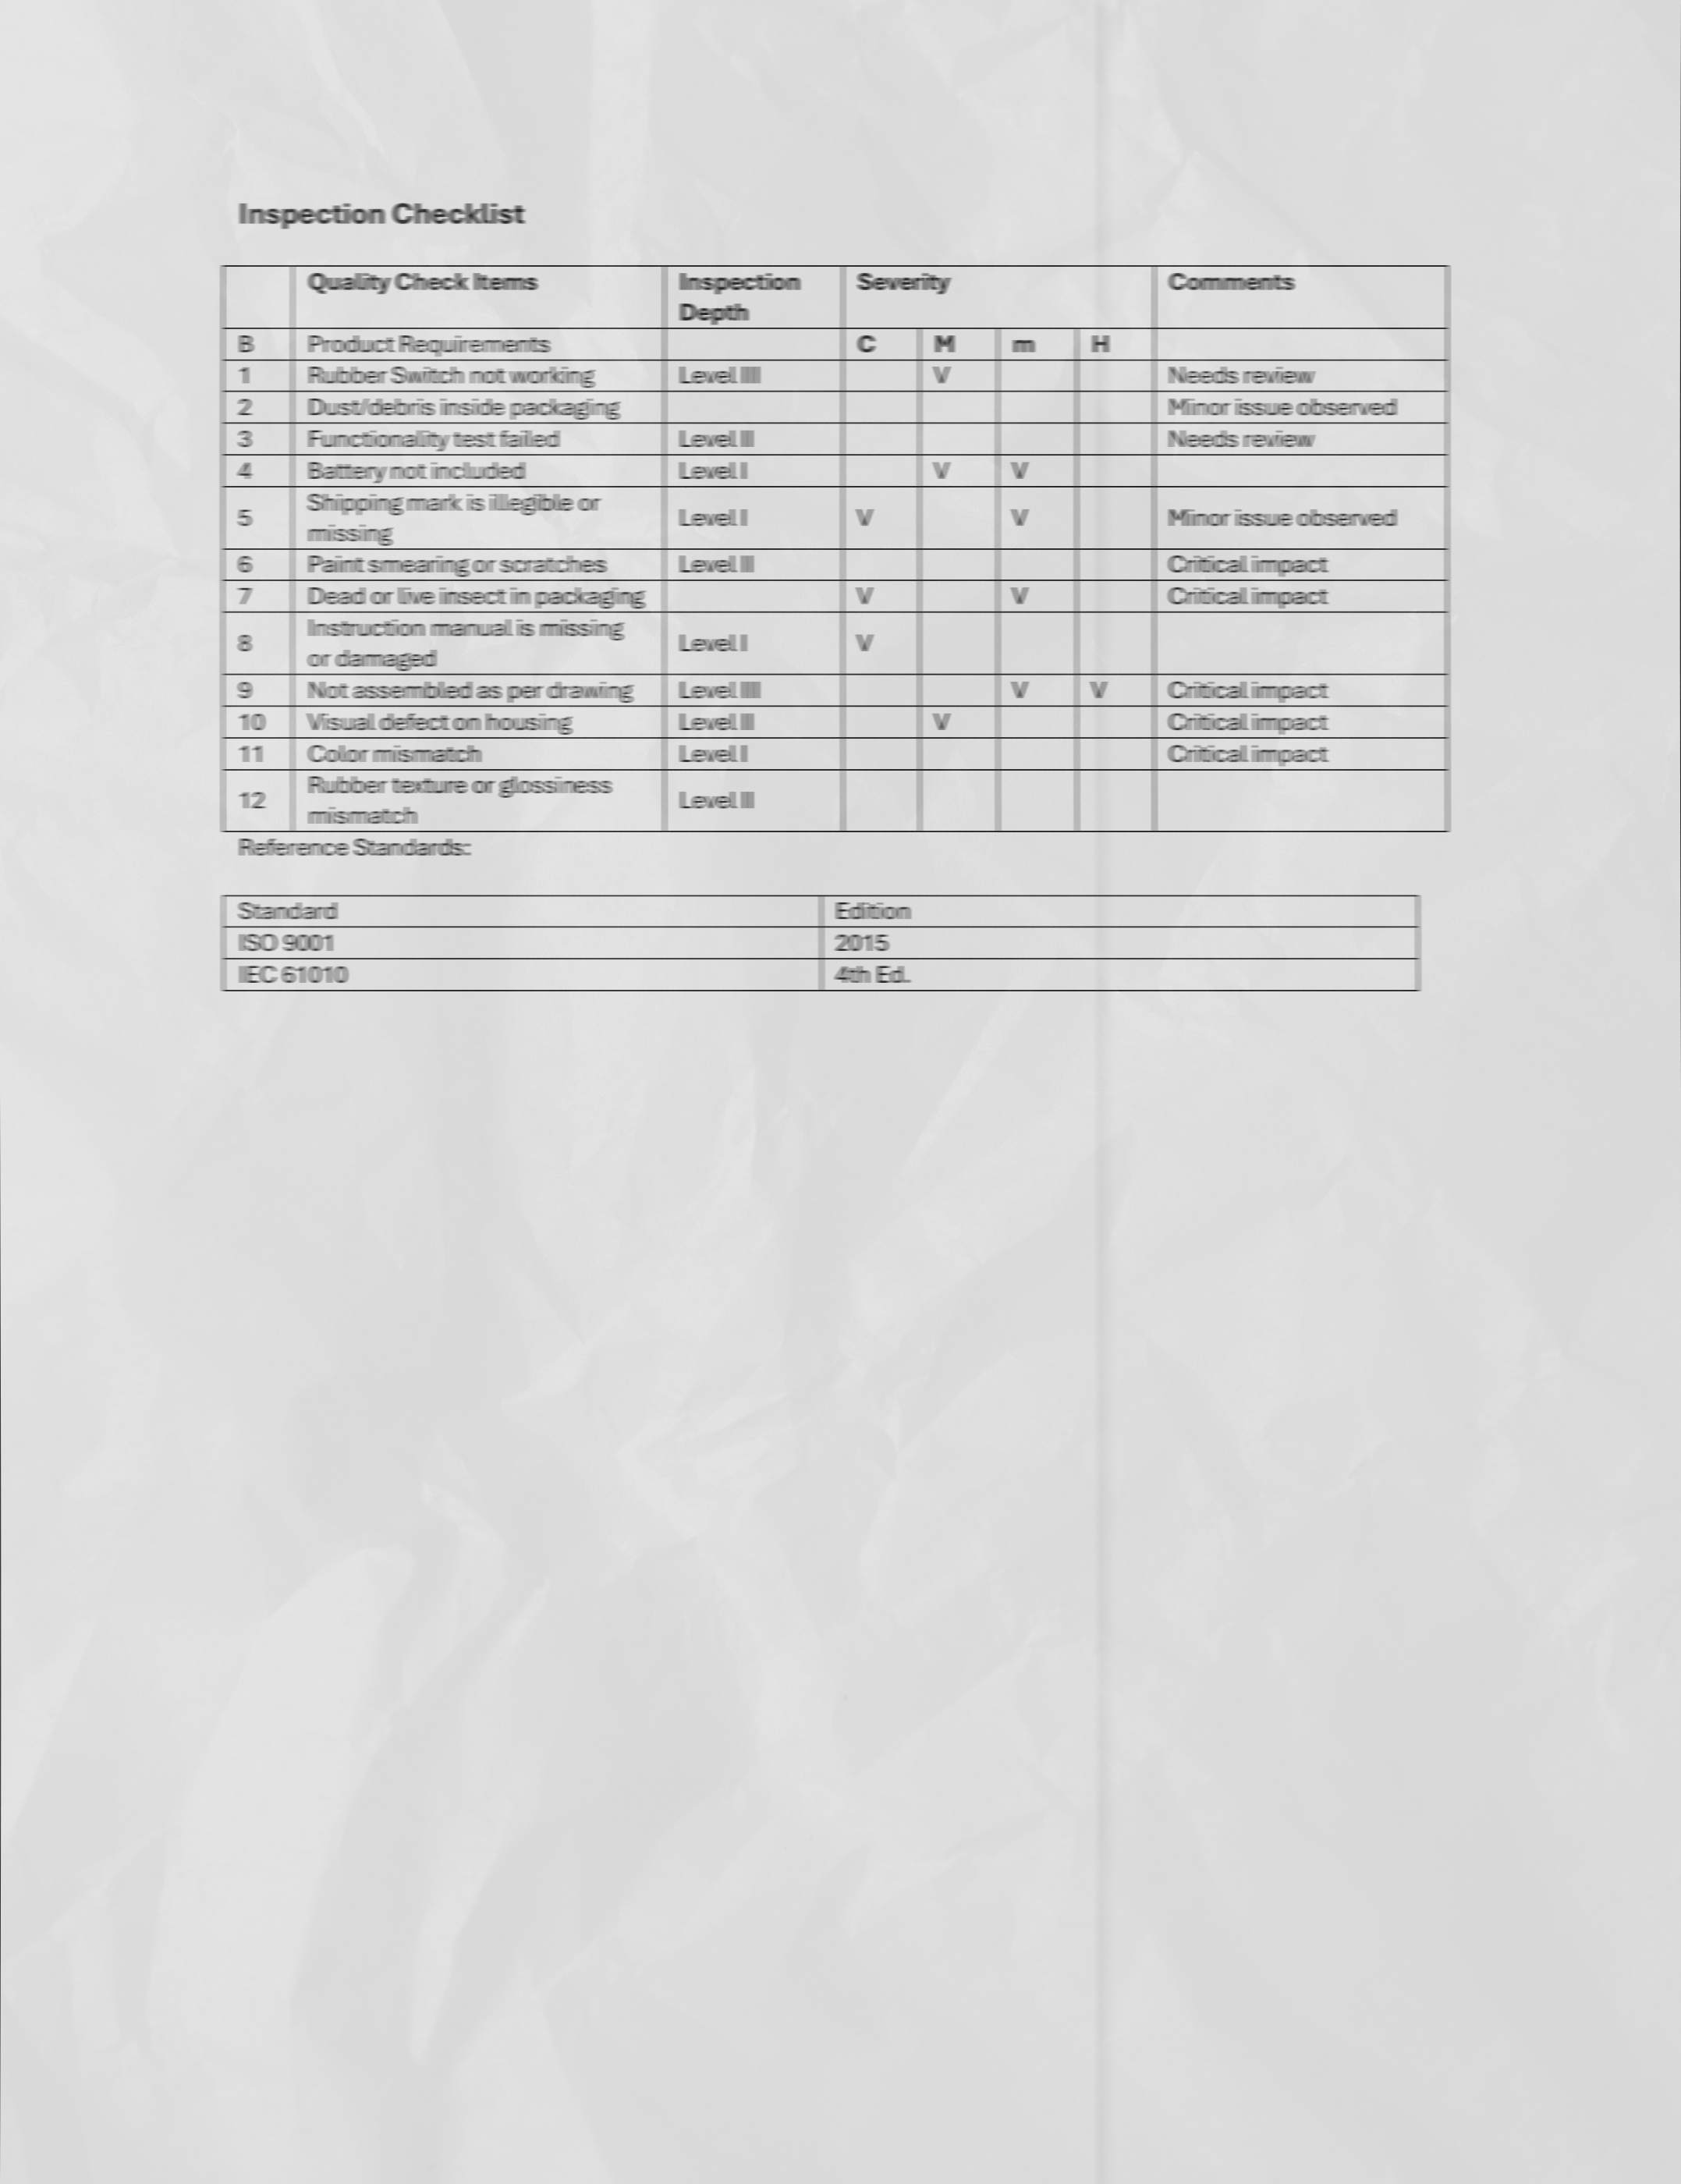 Inspection Checklist
Quality Check Items Inspection Severity Comments
Depth
B Product Requirements C M m H
1 Rubber Switch not working Level III V Needs review
2 Dust/debris inside packaging Minor issue observed
3 Functionality test failed Level II Needs review
4 Battery not included Level I V V
5 Shipping mark is illegible or
missing Level I V V Minor issue observed
6 Paint smearing or scratches Level II Critical impact
7 Dead or live insect in packaging V V Critical impact
8 Instruction manual is missing
or damaged Level I V
9 Not assembled as per drawing Level III V V Critical impact
10 Visual defect on housing Level II V Critical impact
11 Color mismatch Level I Critical impact
12 Rubber texture or glossiness
mismatch Level II
Reference Standards:
Standard Edition
ISO 9001 2015
IEC 61010 4th Ed.